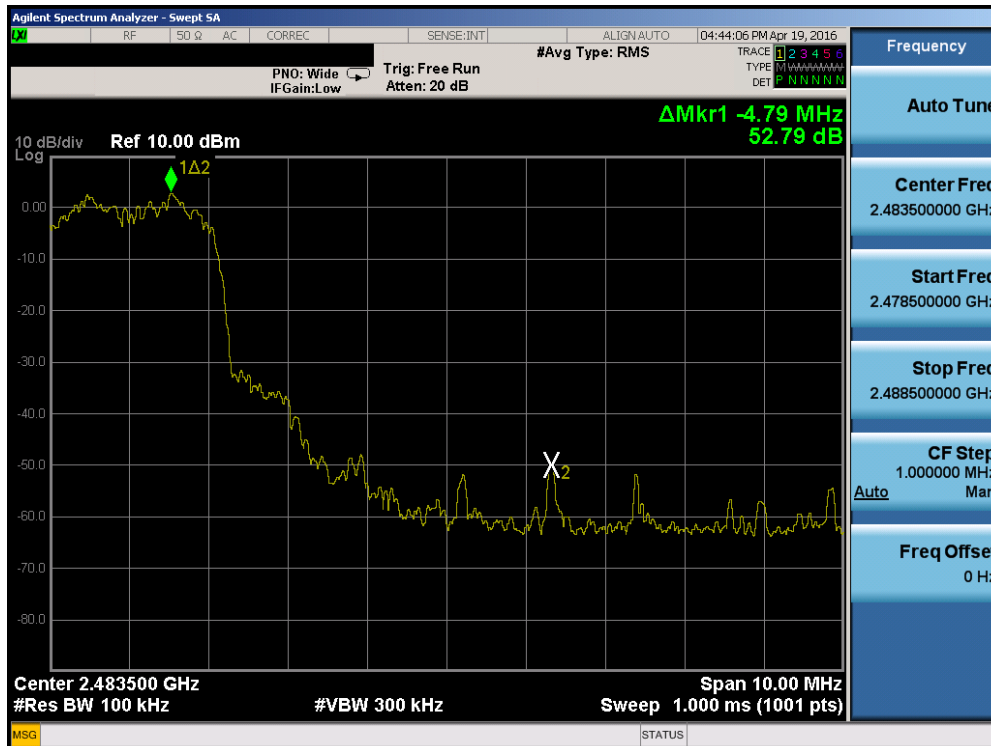 Agilent Spectrum Analyzer - Swept SA
LXI RF 50 Ω AC CORREC SENSE:INT ALIGN AUTO 04:44:06 PM Apr 19, 2016
#Avg Type: RMS TRACE 1 2 3 4 5 6
PNO: Wide Trig: Free Run TYPE M WWWWW
IFGain:Low Atten: 20 dB DET P N N N N N
ΔMkr1 -4.79 MHz
52.79 dB
10 dB/div Ref 10.00 dBm
Log
1Δ2
0.00
-10.0
-20.0
-30.0
-40.0
-50.0
X2
-60.0
-70.0
-80.0
Center 2.483500 GHz Span 10.00 MHz
#Res BW 100 kHz #VBW 300 kHz Sweep 1.000 ms (1001 pts)
MSG STATUS
Frequency
Auto Tune
Center Freq
2.483500000 GHz
Start Freq
2.478500000 GHz
Stop Freq
2.488500000 GHz
CF Step
1.000000 MHz
Auto Man
Freq Offset
0 Hz